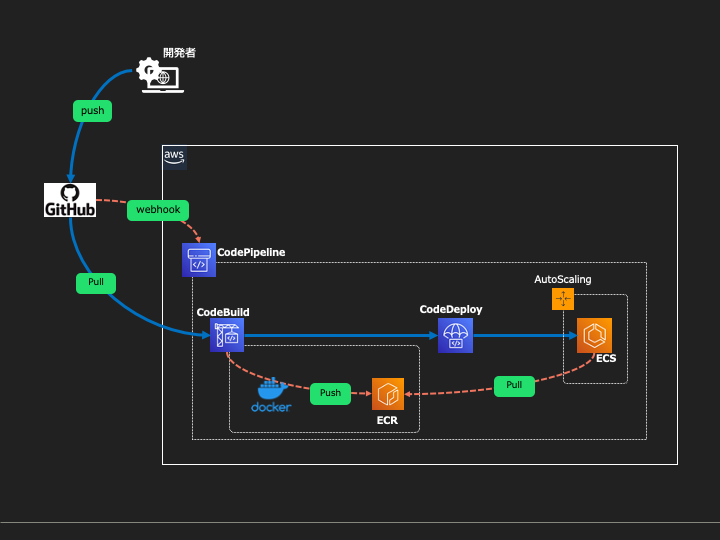 開発者
push
aws
GitHub
webhook
CodePipeline
Pull
AutoScaling
CodeBuild
CodeDeploy
ECS
docker
Push
Pull
ECR